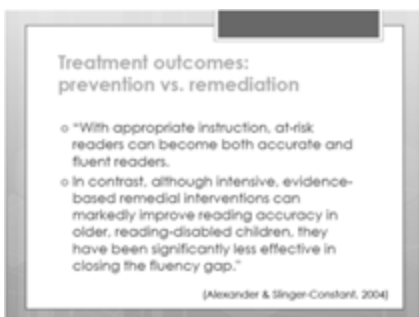 Treatment outcomes:
prevention vs. remediation
"With appropriate instruction, at-risk
readers can become both accurate and
fluent readers.
In contrast, although intensive, evidence-
based remedial interventions can
markedly improve reading accuracy in
older, reading-disabled children, they
have been significantly less effective in
closing the fluency gap."
(Alexander & Slinger-Constant, 2004)